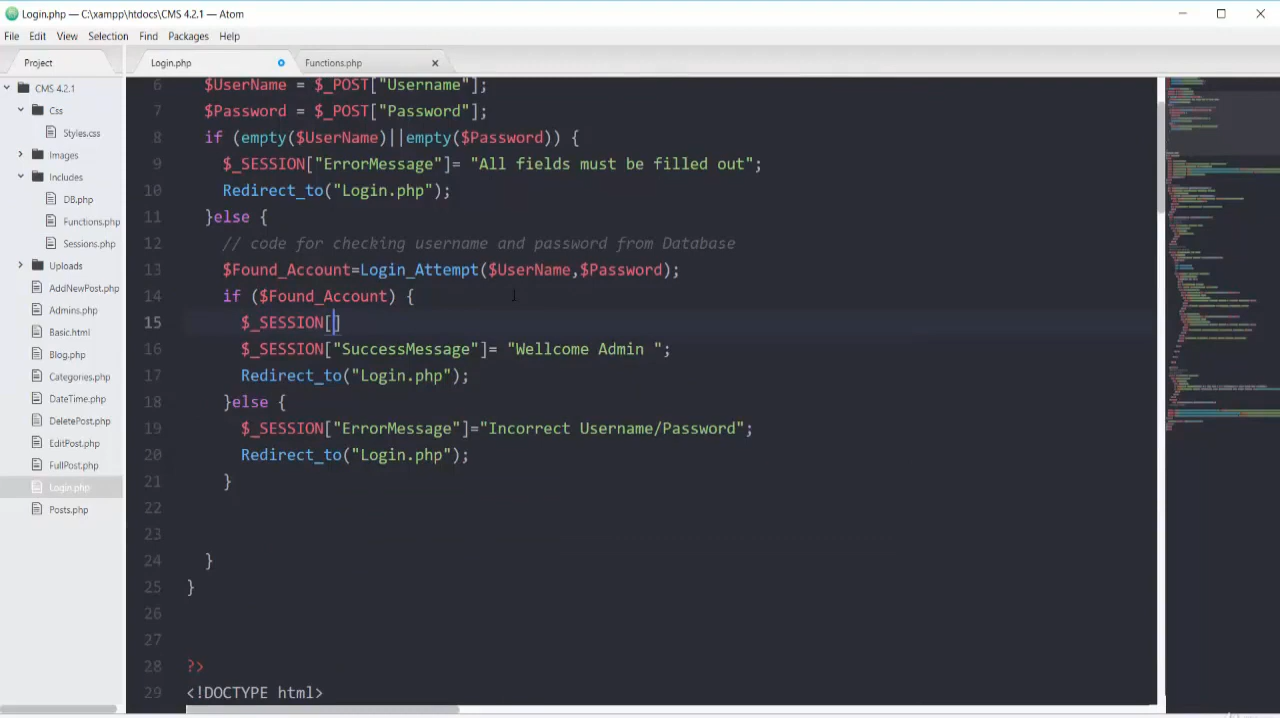 Login.php — C:\xampp\htdocs\CMS 4.2.1 — Atom
File Edit View Selection Find Packages Help
Project Login.php Functions.php
CMS 4.2.1
Css
Styles.css
Images
Includes
DB.php
Functions.php
Sessions.php
Uploads
AddNewPost.php
Admins.php
Basic.html
Blog.php
Categories.php
DateTime.php
DeletePost.php
EditPost.php
FullPost.php
Login.php
Posts.php
6 $UserName = $_POST["Username"];
7 $Password = $_POST["Password"];
8 if (empty($UserName)||empty($Password)) {
9 $_SESSION["ErrorMessage"]= "All fields must be filled out";
10 Redirect_to("Login.php");
11 }else {
12 // code for checking username and password from Database
13 $Found_Account=Login_Attempt($UserName,$Password);
14 if ($Found_Account) {
15 $_SESSION[]
16 $_SESSION["SuccessMessage"]= "Wellcome Admin ";
17 Redirect_to("Login.php");
18 }else {
19 $_SESSION["ErrorMessage"]="Incorrect Username/Password";
20 Redirect_to("Login.php");
21 }
22
23
24 }
25 }
26
27
28 ?>
29 <!DOCTYPE html>